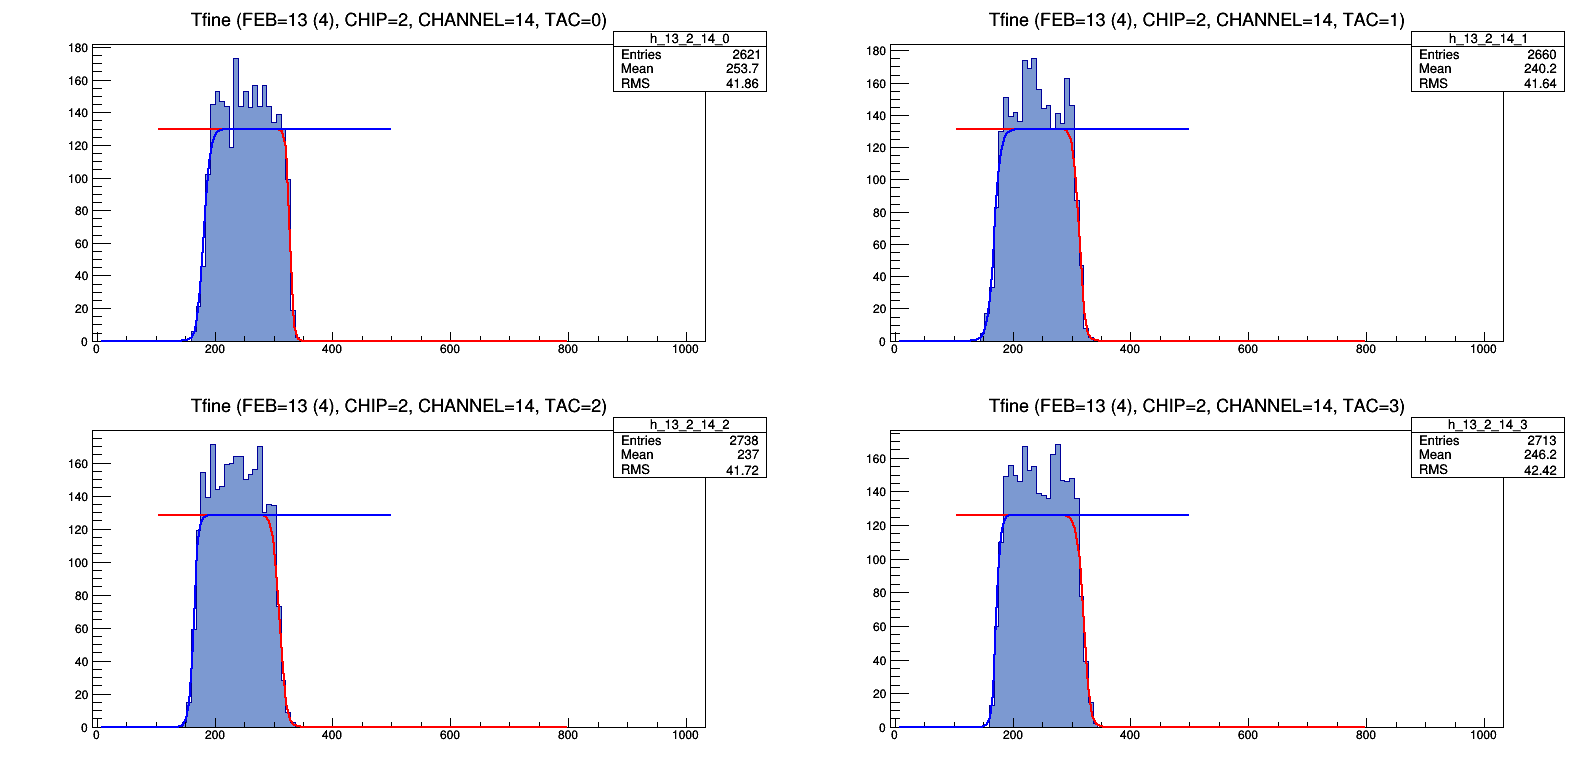 Tfine (FEB=13 (4), CHIP=2, CHANNEL=14, TAC=0)
h_13_2_14_0
Entries 2621
Mean 253.7
RMS 41.86
180
160
140
120
100
80
60
40
20
0
0 200 400 600 800 1000
Tfine (FEB=13 (4), CHIP=2, CHANNEL=14, TAC=1)
h_13_2_14_1
Entries 2660
Mean 240.2
RMS 41.64
180
160
140
120
100
80
60
40
20
0
0 200 400 600 800 1000
Tfine (FEB=13 (4), CHIP=2, CHANNEL=14, TAC=2)
h_13_2_14_2
Entries 2738
Mean 237
RMS 41.72
160
140
120
100
80
60
40
20
0
0 200 400 600 800 1000
Tfine (FEB=13 (4), CHIP=2, CHANNEL=14, TAC=3)
h_13_2_14_3
Entries 2713
Mean 246.2
RMS 42.42
160
140
120
100
80
60
40
20
0
0 200 400 600 800 1000